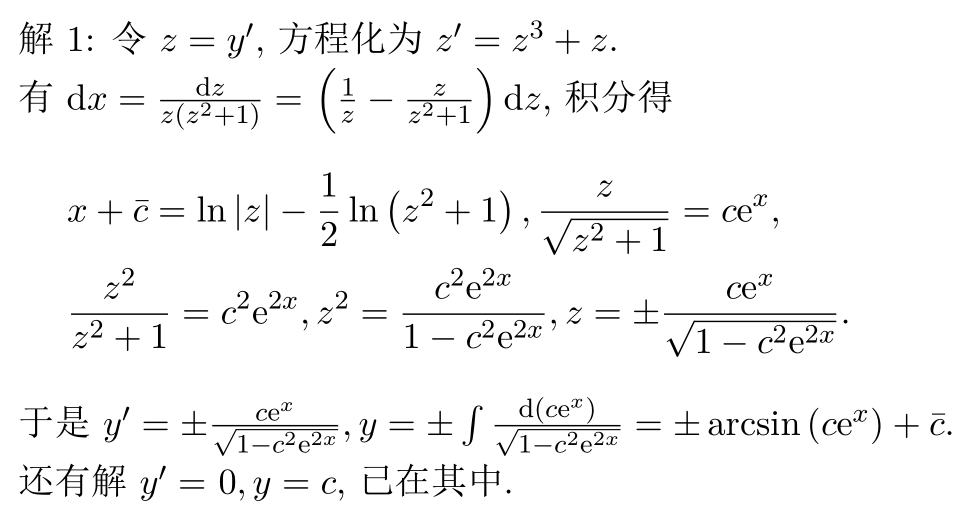 解 1: 令 $z = y'$, 方程化为 $z' = z^3 + z$.
有 $\mathrm{d}x = \frac{\mathrm{d}z}{z(z^2+1)} = \left(\frac{1}{z} - \frac{z}{z^2+1}\right)\mathrm{d}z$, 积分得
$x + \bar{c} = \ln|z| - \frac{1}{2}\ln\left(z^2+1\right), \frac{z}{\sqrt{z^2+1}} = c\mathrm{e}^x,$
$\frac{z^2}{z^2+1} = c^2\mathrm{e}^{2x}, z^2 = \frac{c^2\mathrm{e}^{2x}}{1-c^2\mathrm{e}^{2x}}, z = \pm\frac{c\mathrm{e}^x}{\sqrt{1-c^2\mathrm{e}^{2x}}}.$
于是 $y' = \pm\frac{c\mathrm{e}^x}{\sqrt{1-c^2\mathrm{e}^{2x}}}, y = \pm\int\frac{\mathrm{d}(c\mathrm{e}^x)}{\sqrt{1-c^2\mathrm{e}^{2x}}} = \pm\arcsin\left(c\mathrm{e}^x\right) + \bar{c}.$
还有解 $y' = 0, y = c$, 已在其中.